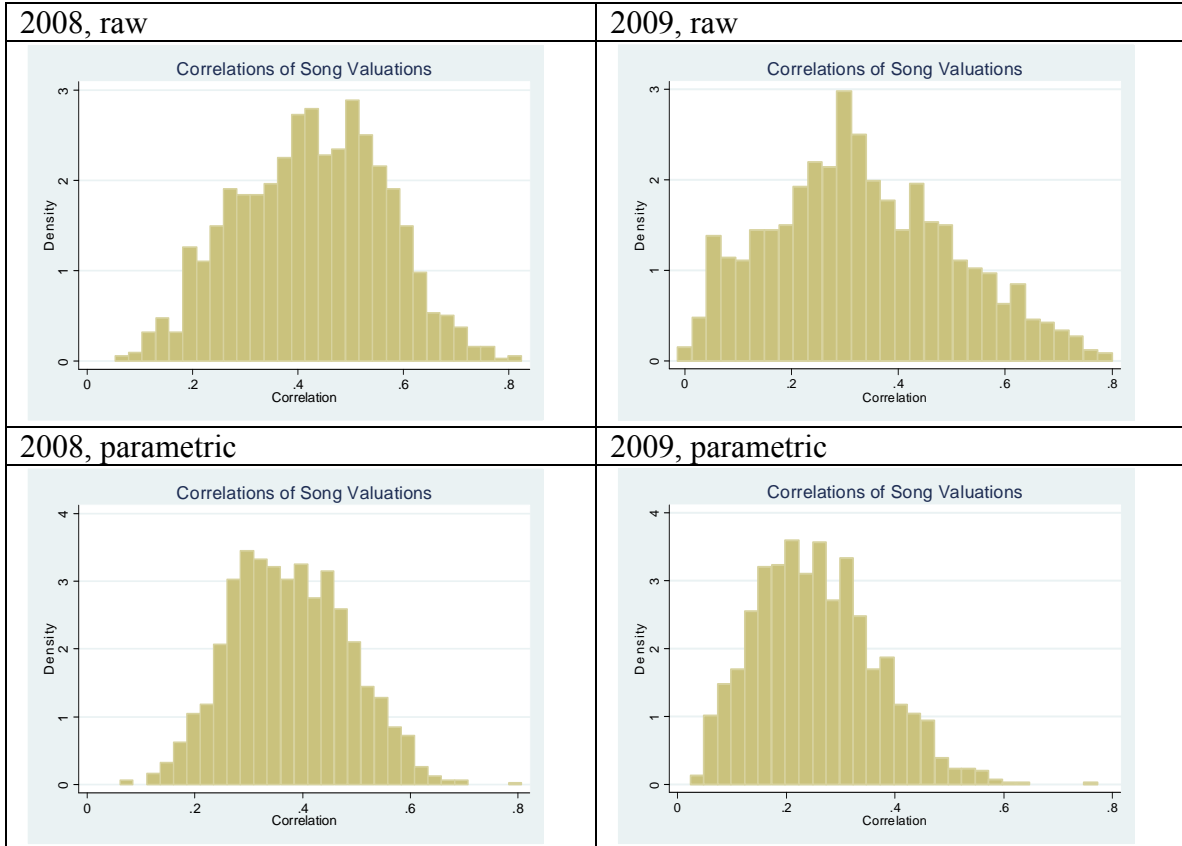 2008, raw
2009, raw
Correlations of Song Valuations
Density
3
2
1
0
0 .2 .4 .6 .8
Correlation
Correlations of Song Valuations
Density
3
2
1
0
0 .2 .4 .6 .8
Correlation
2008, parametric
2009, parametric
Correlations of Song Valuations
Density
4
3
2
1
0
0 .2 .4 .6 .8
Correlation
Correlations of Song Valuations
Density
4
3
2
1
0
0 .2 .4 .6 .8
Correlation